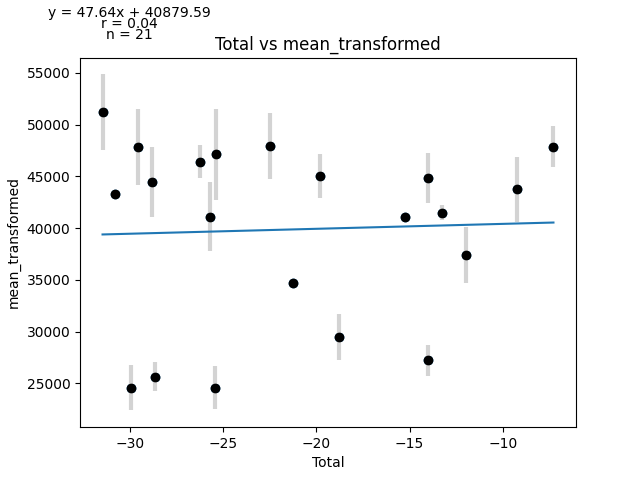 y = 47.64x + 40879.59
r = 0.04
n = 21
Total vs mean_transformed
55000
50000
45000
40000
35000
30000
25000
mean_transformed
−30
−25
−20
−15
−10
Total